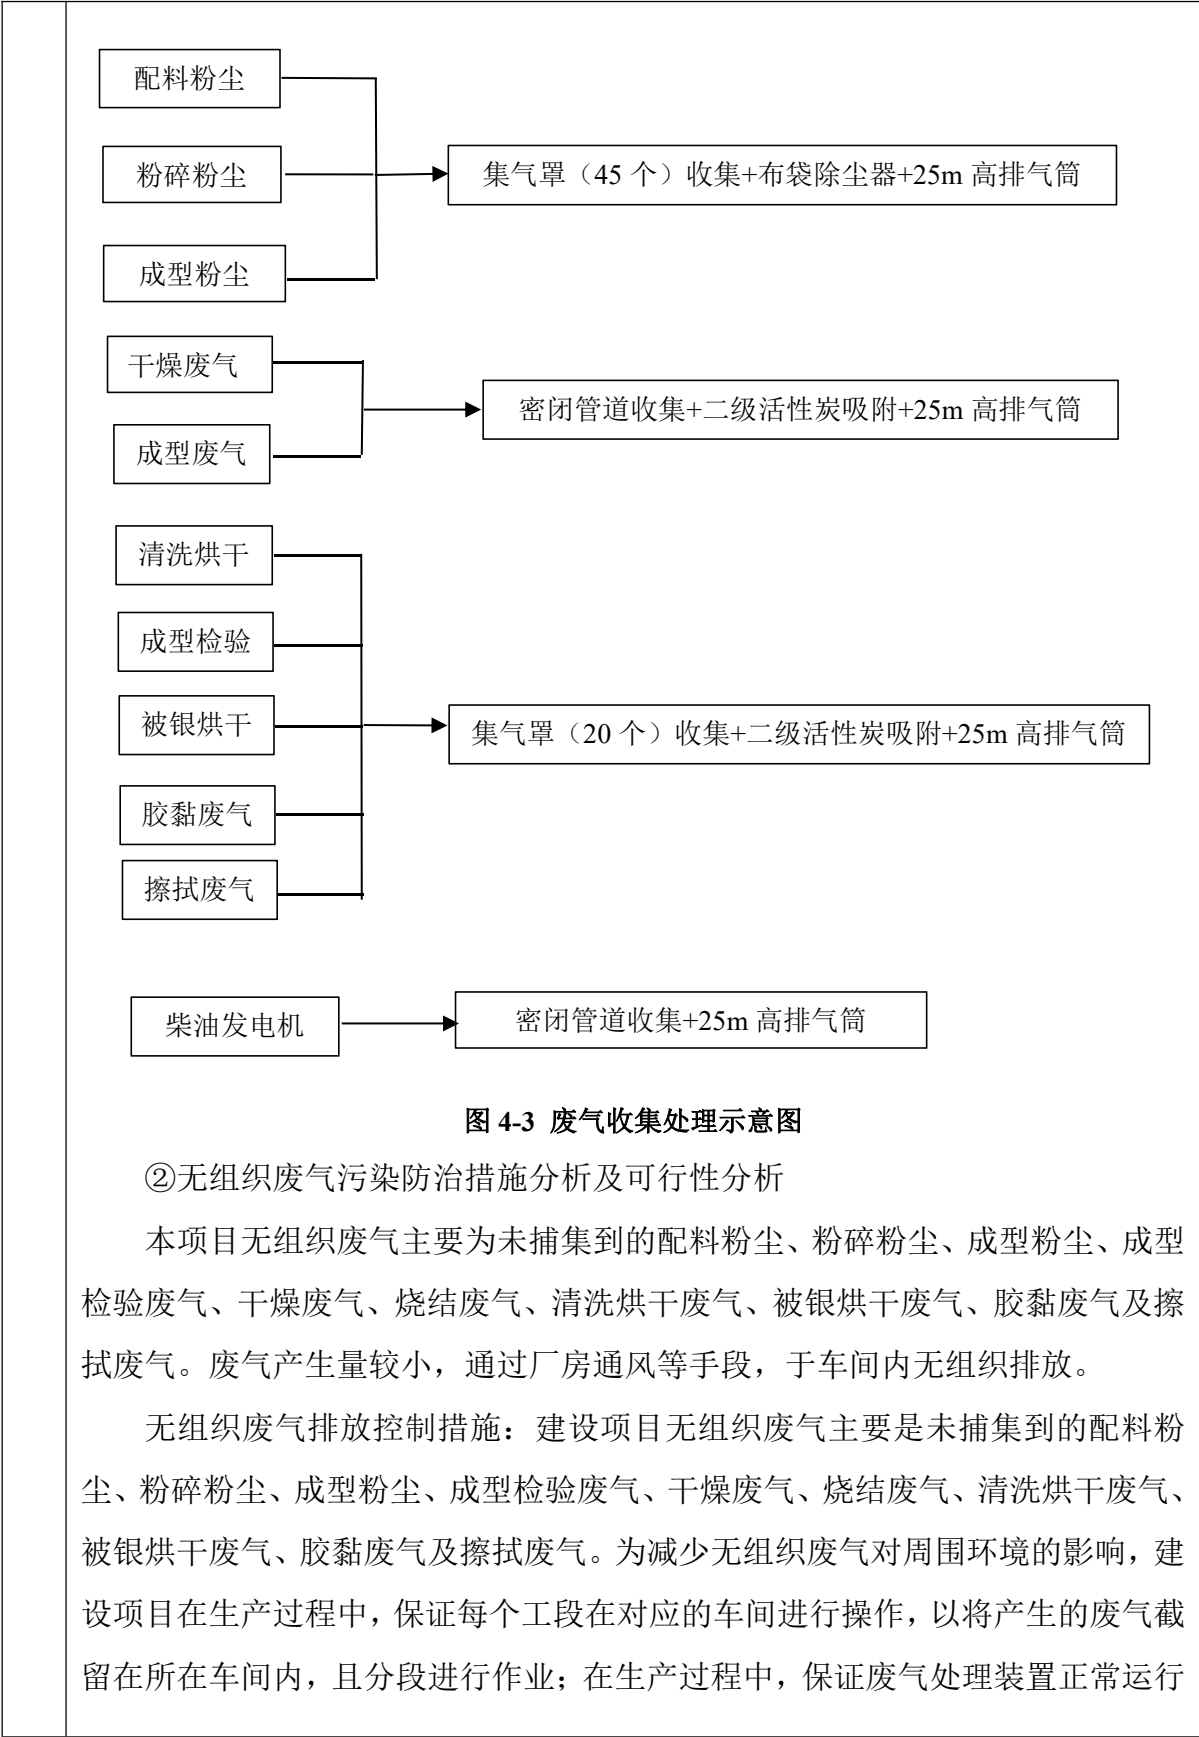 配料粉尘
粉碎粉尘
集气罩（45 个）收集+布袋除尘器+25m 高排气筒
成型粉尘
干燥废气
密闭管道收集+二级活性炭吸附+25m 高排气筒
成型废气
清洗烘干
成型检验
被银烘干
集气罩（20 个）收集+二级活性炭吸附+25m 高排气筒
胶黏废气
擦拭废气
柴油发电机
密闭管道收集+25m 高排气筒
图 4-3 废气收集处理示意图
②无组织废气污染防治措施分析及可行性分析
本项目无组织废气主要为未捕集到的配料粉尘、粉碎粉尘、成型粉尘、成型
检验废气、干燥废气、烧结废气、清洗烘干废气、被银烘干废气、胶黏废气及擦
拭废气。废气产生量较小，通过厂房通风等手段，于车间内无组织排放。
无组织废气排放控制措施：建设项目无组织废气主要是未捕集到的配料粉
尘、粉碎粉尘、成型粉尘、成型检验废气、干燥废气、烧结废气、清洗烘干废气、
被银烘干废气、胶黏废气及擦拭废气。为减少无组织废气对周围环境的影响，建
设项目在生产过程中，保证每个工段在对应的车间进行操作，以将产生的废气截
留在所在车间内，且分段进行作业；在生产过程中，保证废气处理装置正常运行